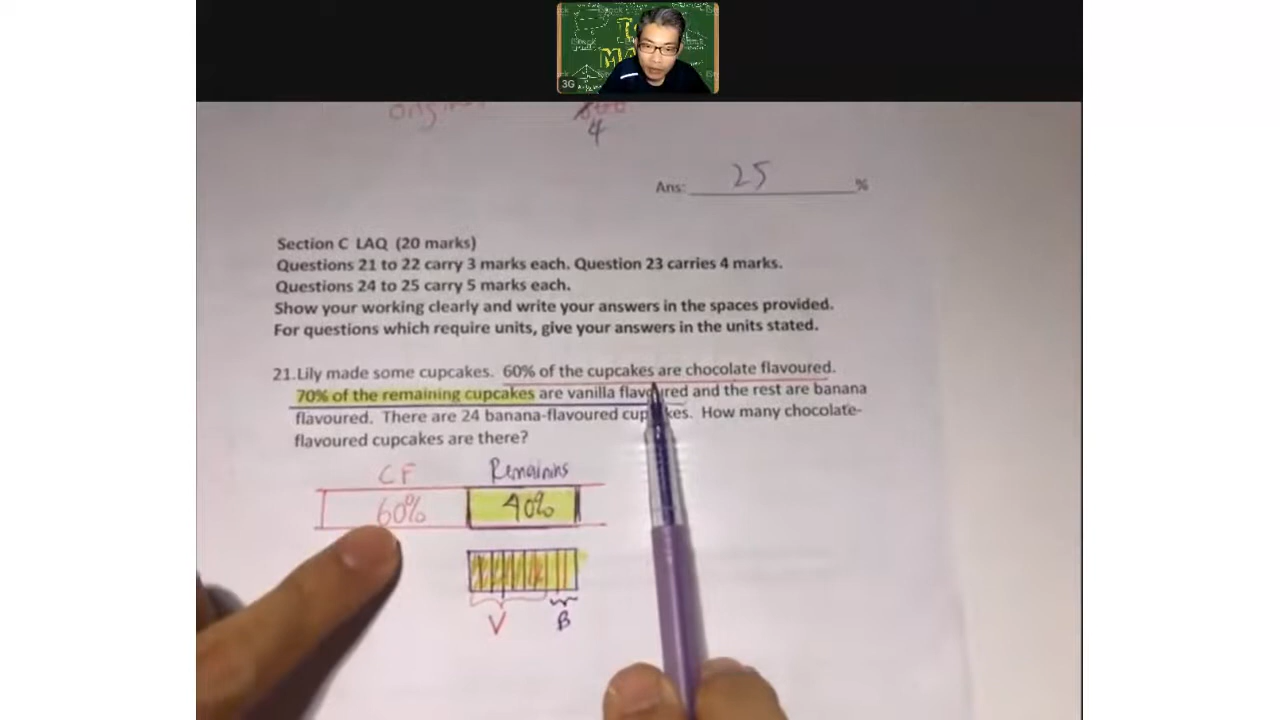 3G
4
Ans: 25 %
Section C LAQ (20 marks)
Questions 21 to 22 carry 3 marks each. Question 23 carries 4 marks.
Questions 24 to 25 carry 5 marks each.
Show your working clearly and write your answers in the spaces provided.
For questions which require units, give your answers in the units stated.
21.Lily made some cupcakes. 60% of the cupcakes are chocolate flavoured.
70% of the remaining cupcakes are vanilla flavoured and the rest are banana
flavoured. There are 24 banana-flavoured cupcakes. How many chocolate-
flavoured cupcakes are there?
CF Remaining
60% 40%
V B